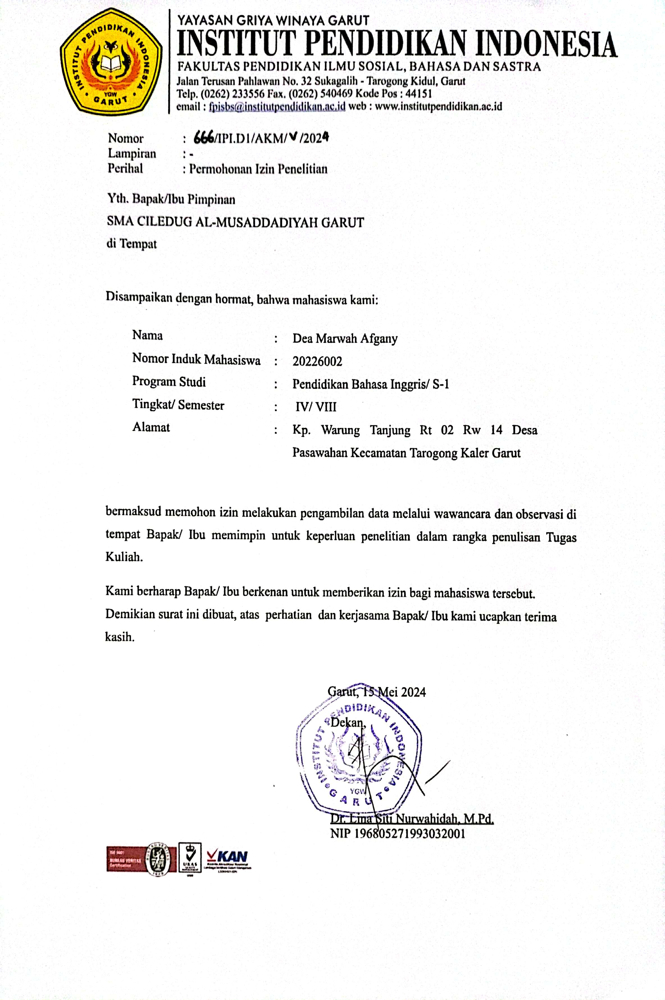 INSTITUT PENDIDIKAN INDONESIA
YGW
• GARUT •
YAYASAN GRIYA WINAYA GARUT
INSTITUT PENDIDIKAN INDONESIA
FAKULTAS PENDIDIKAN ILMU SOSIAL, BAHASA DAN SASTRA
Jalan Terusan Pahlawan No. 32 Sukagalih - Tarogong Kidul, Garut
Telp. (0262) 233556 Fax. (0262) 540469 Kode Pos : 44151
email : fpisbs@institutpendidikan.ac.id web : www.institutpendidikan.ac.id
Nomor : 666/IPI.D1/AKM/V/2024
Lampiran : -
Perihal : Permohonan Izin Penelitian
Yth. Bapak/Ibu Pimpinan
SMA CILEDUG AL-MUSADDADIYAH GARUT
di Tempat
Disampaikan dengan hormat, bahwa mahasiswa kami:
Nama : Dea Marwah Afgany
Nomor Induk Mahasiswa : 20226002
Program Studi : Pendidikan Bahasa Inggris/ S-1
Tingkat/ Semester : IV/ VIII
Alamat : Kp. Warung Tanjung Rt 02 Rw 14 Desa
Pasawahan Kecamatan Tarogong Kaler Garut
bermaksud memohon izin melakukan pengambilan data melalui wawancara dan observasi di
tempat Bapak/ Ibu memimpin untuk keperluan penelitian dalam rangka penulisan Tugas
Kuliah.
Kami berharap Bapak/ Ibu berkenan untuk memberikan izin bagi mahasiswa tersebut.
Demikian surat ini dibuat, atas perhatian dan kerjasama Bapak/ Ibu kami ucapkan terima
kasih.
Garut, 15 Mei 2024
Dekan,
INSTITUT PENDIDIKAN INDONESIA
YGW
GARUT
Dr. Lina Siti Nurwahidah, M.Pd.
NIP 196805271993032001
ISO 9001
BUREAU VERITAS
Certification
BUREAU VERITAS
1828
UKAS
KAN
Komite Akreditasi Nasional